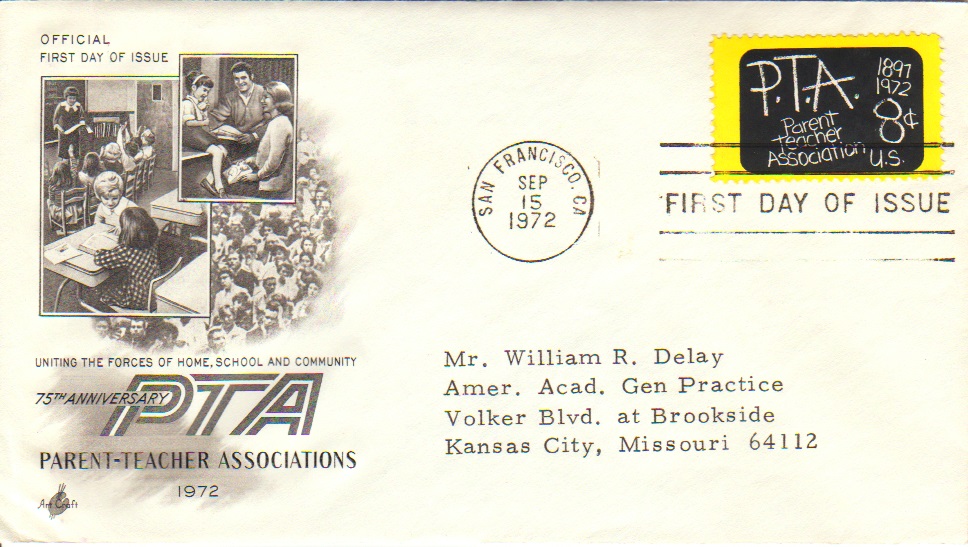 OFFICIAL
FIRST DAY OF ISSUE
UNITING THE FORCES OF HOME, SCHOOL AND COMMUNITY
75TH ANNIVERSARY
PTA
PARENT-TEACHER ASSOCIATIONS
1972
Art Craft
SAN FRANCISCO, CA
SEP
15
1972
P.T.A.
1897
1972
8¢
Parent
teacher
Association
U.S.
FIRST DAY OF ISSUE
Mr. William R. Delay
Amer. Acad. Gen Practice
Volker Blvd. at Brookside
Kansas City, Missouri 64112